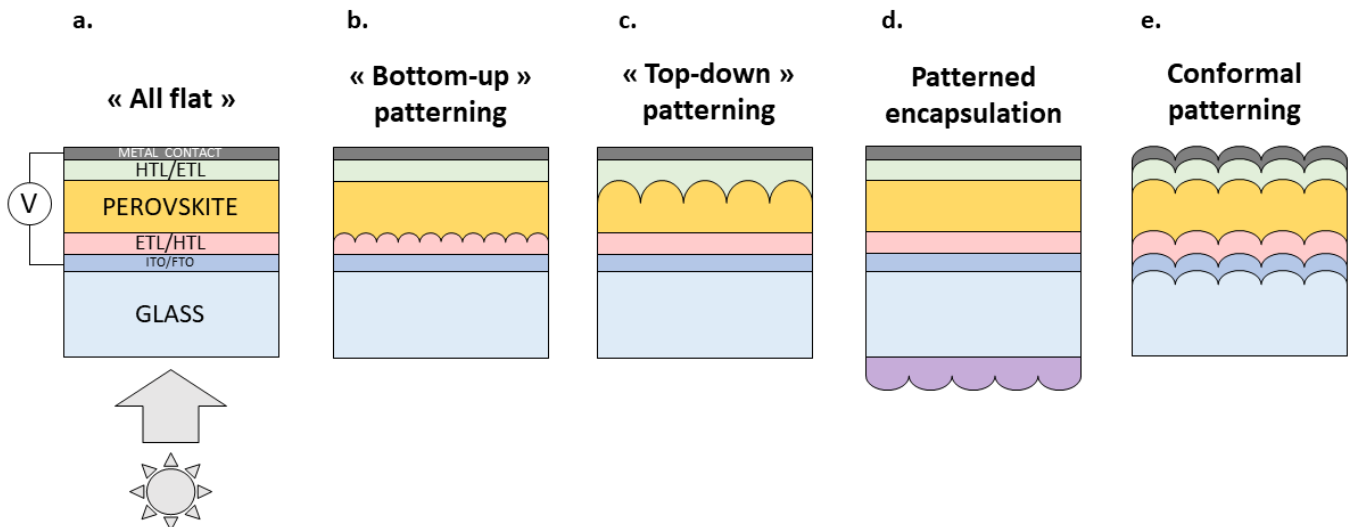 a.
b.
c.
d.
e.
« All flat »
« Bottom-up »
patterning
« Top-down »
patterning
Patterned
encapsulation
Conformal
patterning
METAL CONTACT
HTL/ETL
PEROVSKITE
ETL/HTL
ITO/FTO
GLASS
V